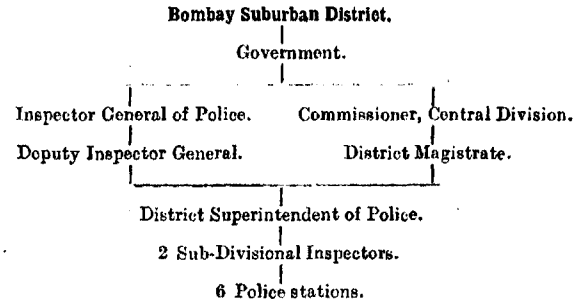 Bombay Suburban District.
Government.
Inspector General of Police. Commissioner, Central Division.
Deputy Inspector General. District Magistrate.
District Superintendent of Police.
2 Sub-Divisional Inspectors.
6 Police stations.